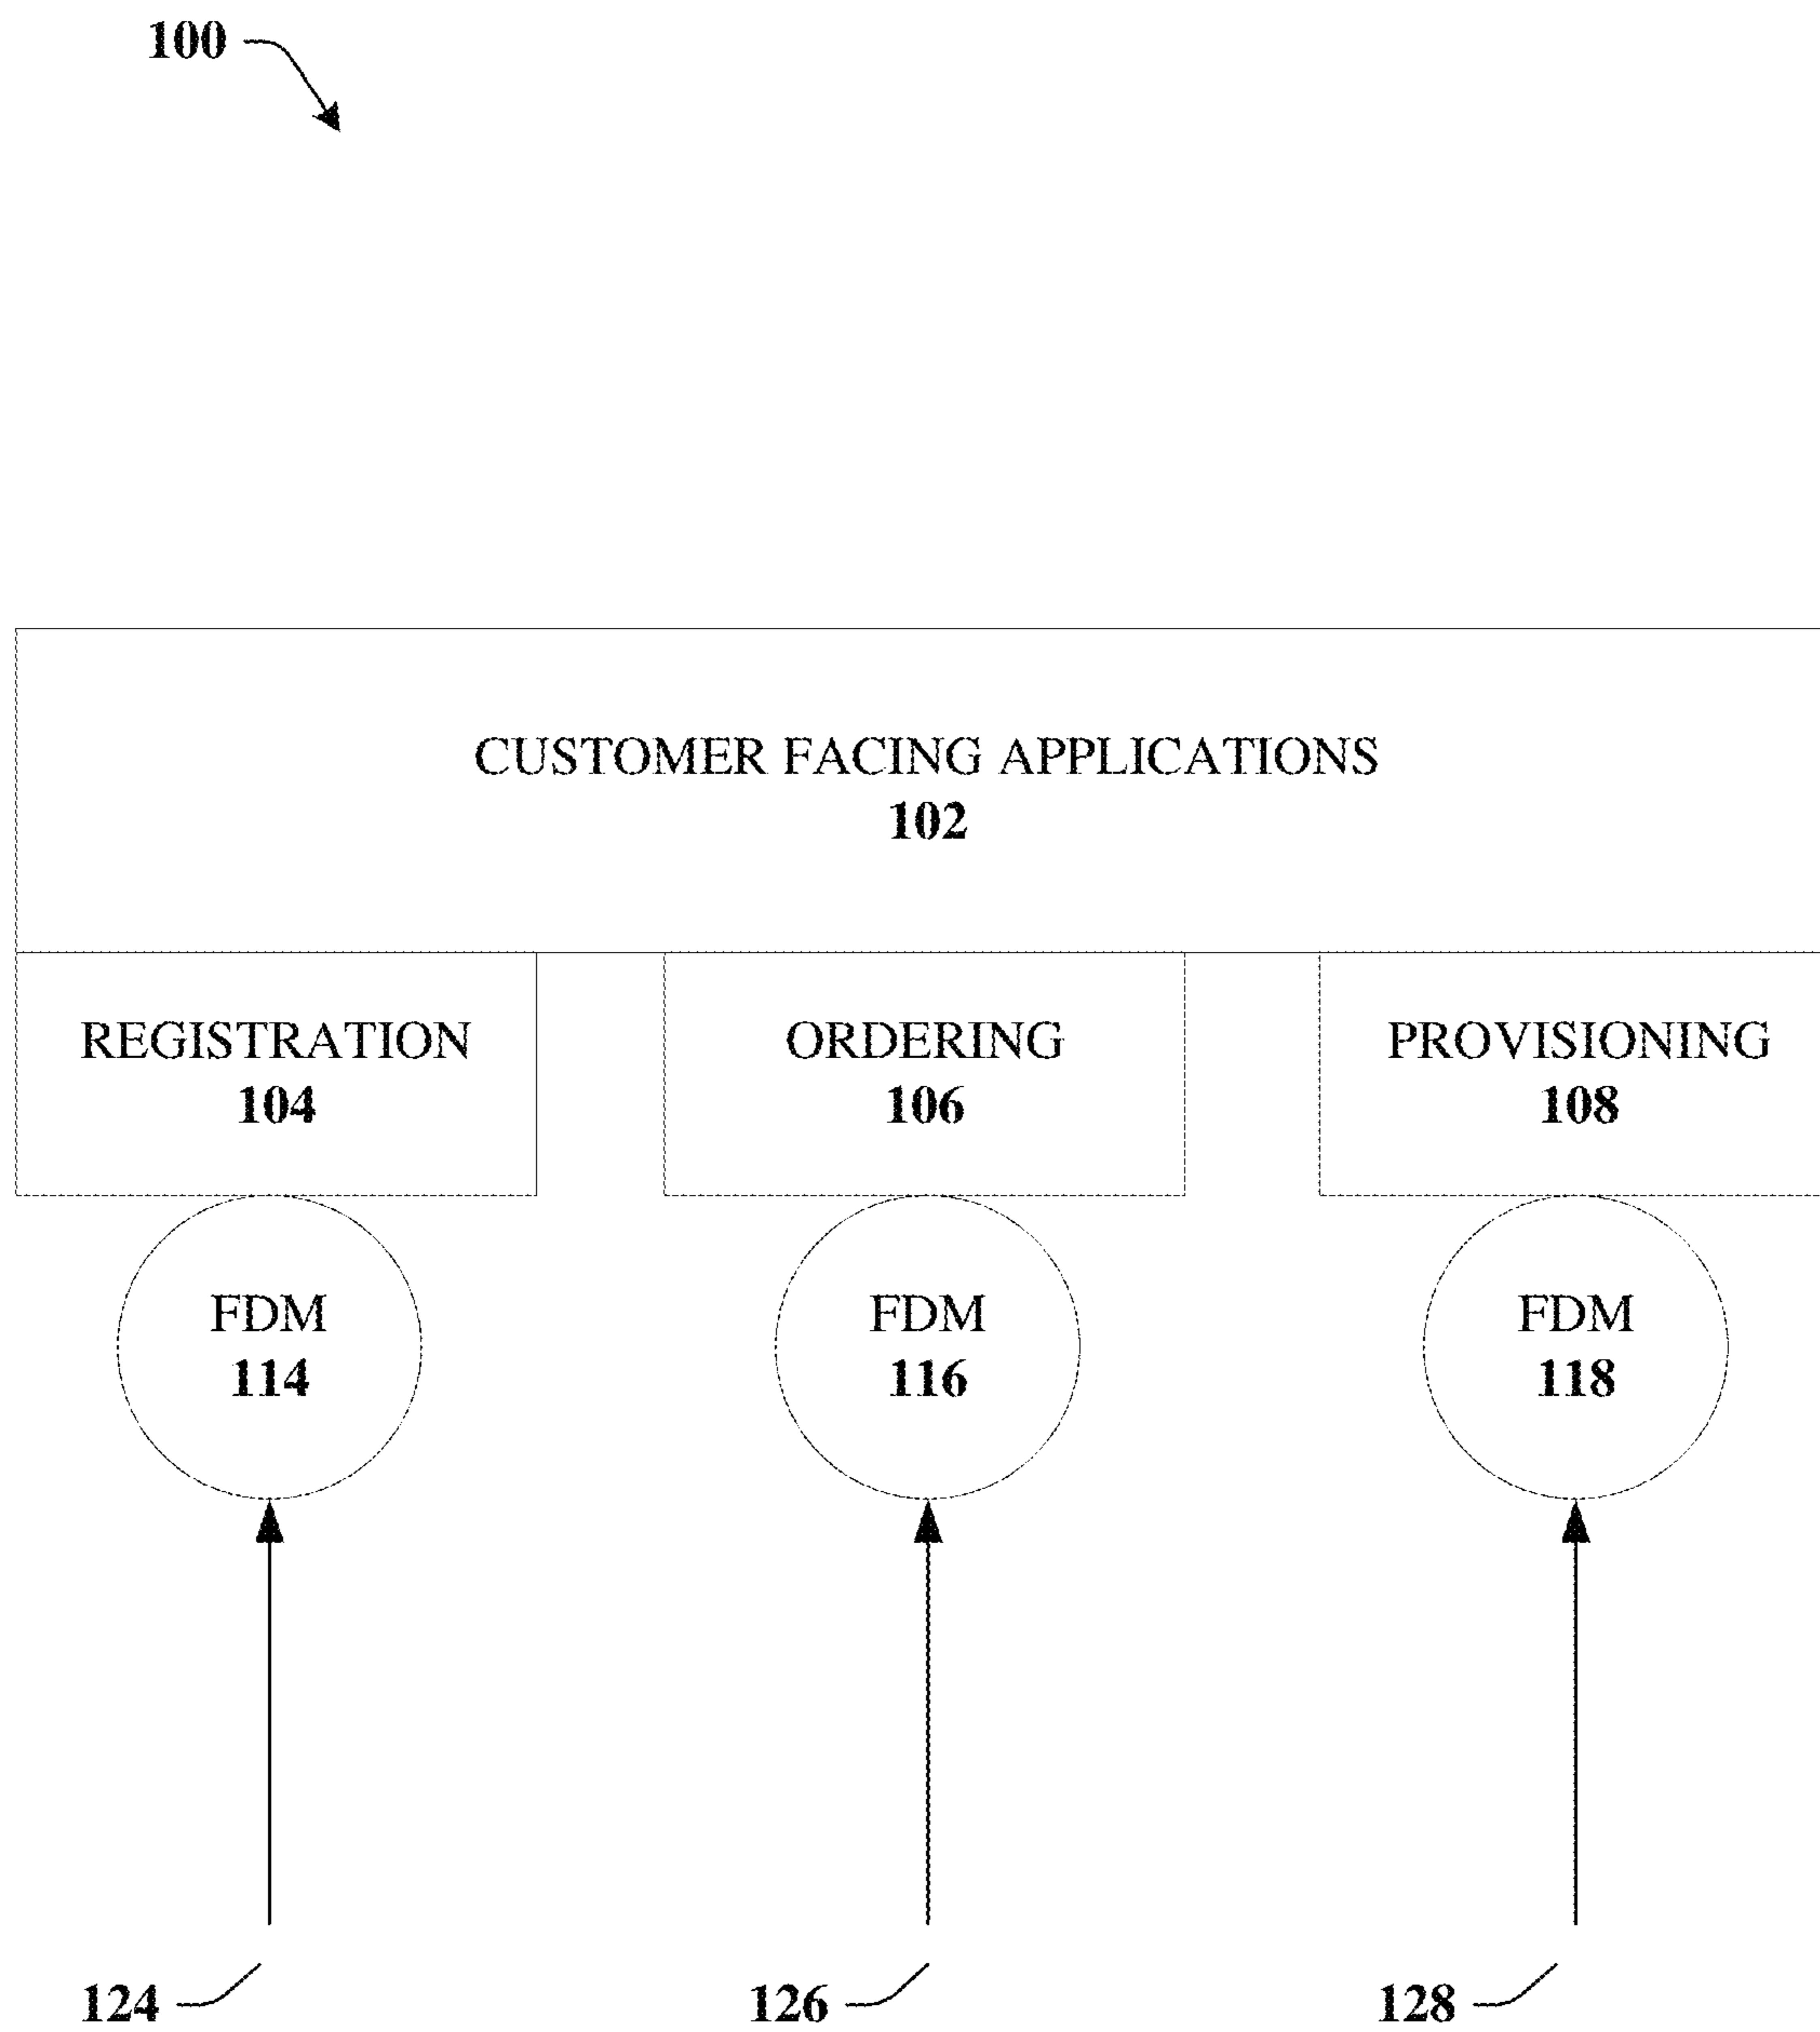 100
CUSTOMER FACING APPLICATIONS
102
REGISTRATION
104
ORDERING
106
PROVISIONING
108
FDM
114
FDM
116
FDM
118
124
126
128